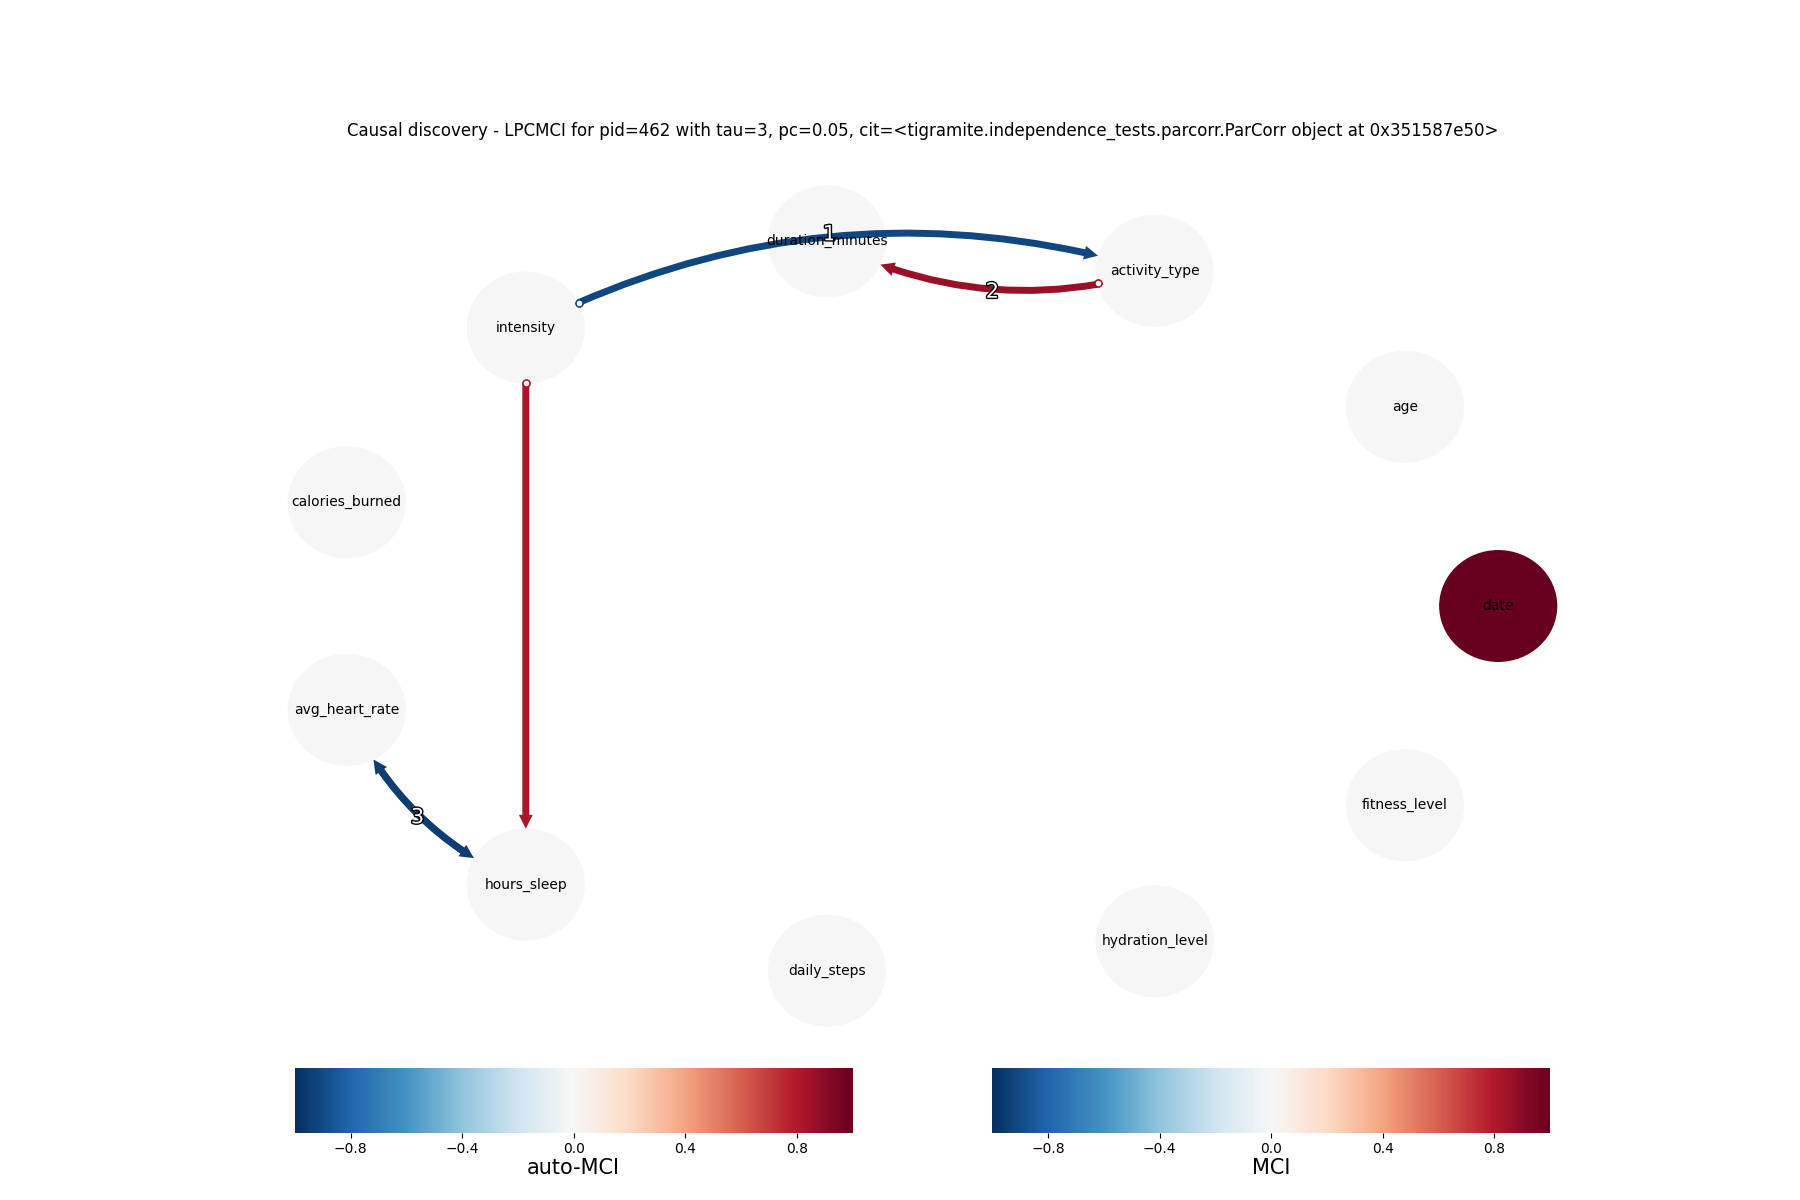 Causal discovery - LPCMCI for pid=462 with tau=3, pc=0.05, cit=<tigramite.independence_tests.parcorr.ParCorr object at 0x351587e50>
1
duration_minutes
activity_type
2
intensity
age
calories_burned
date
avg_heart_rate
fitness_level
3
hours_sleep
hydration_level
daily_steps
−0.8 −0.4 0.0 0.4 0.8
auto-MCI
−0.8 −0.4 0.0 0.4 0.8
MCI